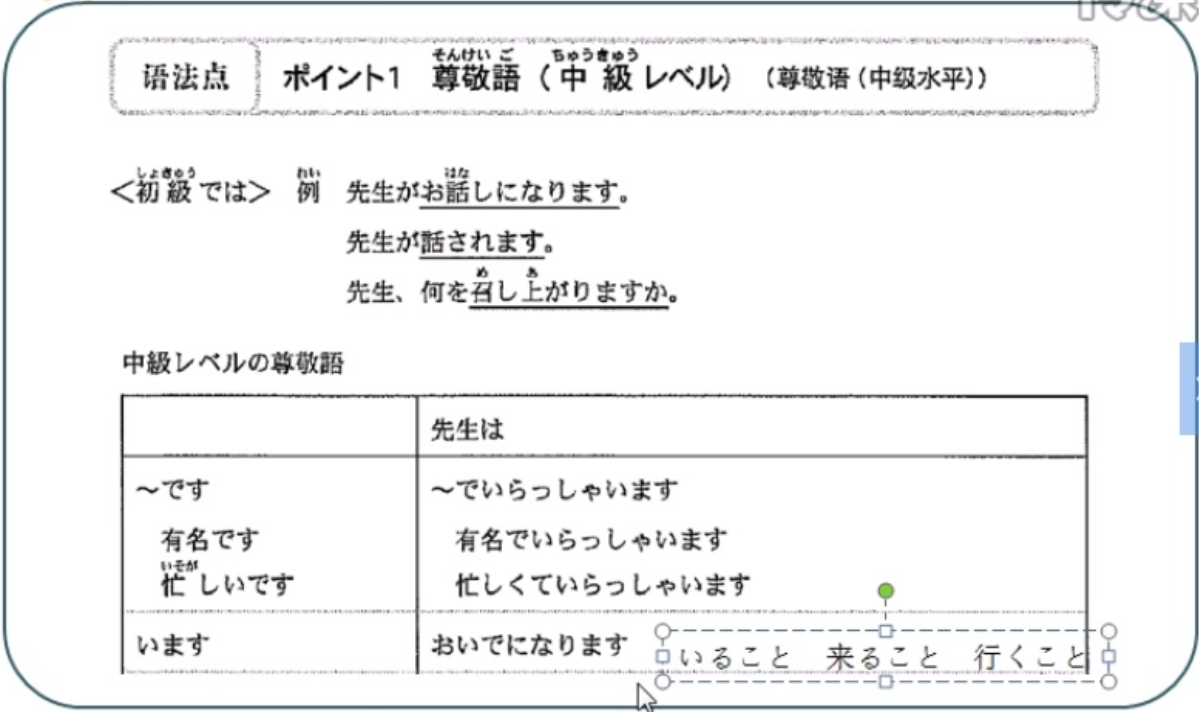 语法点 ポイント1 尊敬語（中級レベル）（尊敬语（中级水平））
＜初級では＞ 例 先生がお話しになります。
先生が話されます。
先生、何を召し上がりますか。
中級レベルの尊敬語
先生は
～です ～でいらっしゃいます
有名です 有名でいらっしゃいます
忙しいです 忙しくていらっしゃいます
います おいでになります いること 来ること 行くこと